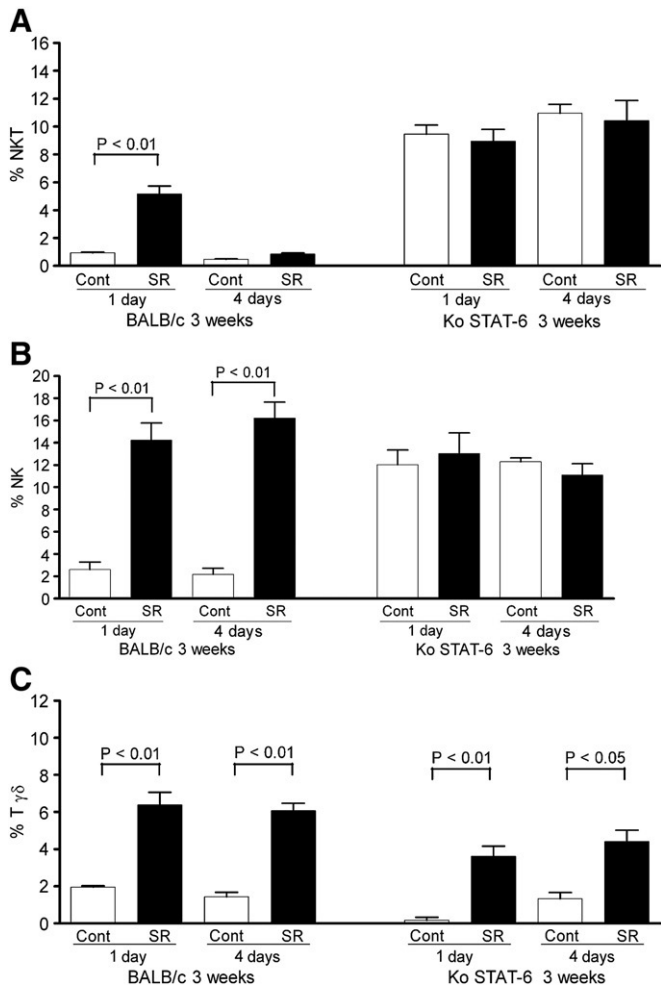 A
16
14
12
10
8
6
4
2
0
% NKT
P < 0.01
Cont SR Cont SR Cont SR Cont SR
1 day 4 days 1 day 4 days
BALB/c 3 weeks Ko STAT-6 3 weeks
B
20
18
16
14
12
10
8
6
4
2
0
% NK
P < 0.01 P < 0.01
Cont SR Cont SR Cont SR Cont SR
1 day 4 days 1 day 4 days
BALB/c 3 weeks Ko STAT-6 3 weeks
C
12
10
8
6
4
2
0
% T γδ
P < 0.01 P < 0.01 P < 0.01 P < 0.05
Cont SR Cont SR Cont SR Cont SR
1 day 4 days 1 day 4 days
BALB/c 3 weeks Ko STAT-6 3 weeks